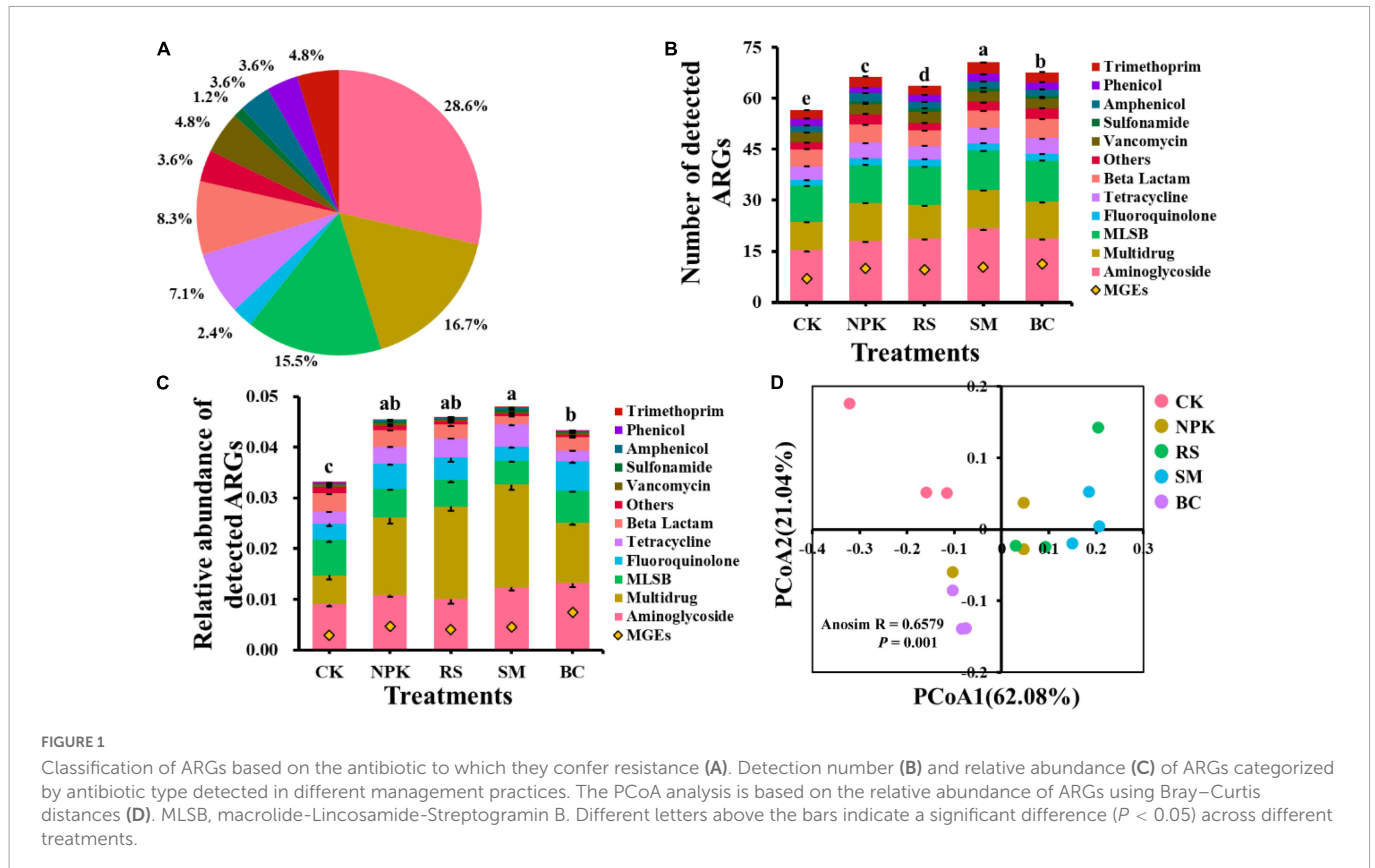 A
4.8%
3.6%
3.6%
1.2%
4.8%
3.6%
8.3%
7.1%
2.4%
15.5%
16.7%
28.6%
B
Number of detected
ARGs
75
60
45
30
15
0
e
c
d
a
b
CK
NPK
RS
SM
BC
Treatments
Trimethoprim
Phenicol
Amphenicol
Sulfonamide
Vancomycin
Others
Beta Lactam
Tetracycline
Fluoroquinolone
MLSB
Multidrug
Aminoglycoside
MGEs
C
Relative abundance of
detected ARGs
0.05
0.04
0.03
0.02
0.01
0.00
c
ab
ab
a
b
CK
NPK
RS
SM
BC
Treatments
Trimethoprim
Phenicol
Amphenicol
Sulfonamide
Vancomycin
Others
Beta Lactam
Tetracycline
Fluoroquinolone
MLSB
Multidrug
Aminoglycoside
MGEs
D
PCoA2(21.04%)
0.2
0.1
0
-0.1
-0.2
-0.4
-0.3
-0.2
-0.1
0
0.1
0.2
0.3
Anosim R = 0.6579
P = 0.001
PCoA1(62.08%)
CK
NPK
RS
SM
BC
FIGURE 1
Classification of ARGs based on the antibiotic to which they confer resistance (A). Detection number (B) and relative abundance (C) of ARGs categorized
by antibiotic type detected in different management practices. The PCoA analysis is based on the relative abundance of ARGs using Bray–Curtis
distances (D). MLSB, macrolide-Lincosamide-Streptogramin B. Different letters above the bars indicate a significant difference (P < 0.05) across different
treatments.